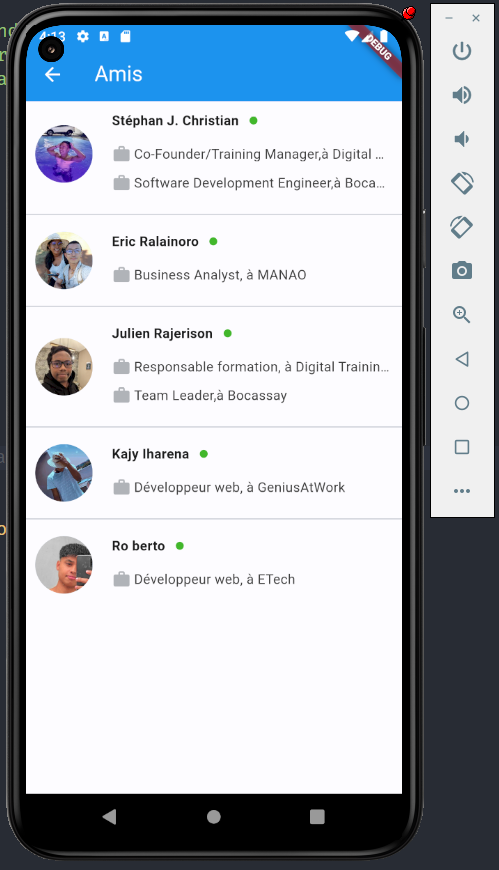 4:13
DEBUG
Amis
Stéphan J. Christian
Co-Founder/Training Manager,à Digital ...
Software Development Engineer,à Boca...
Eric Ralainoro
Business Analyst, à MANAO
Julien Rajerison
Responsable formation, à Digital Trainin...
Team Leader,à Bocassay
Kajy Iharena
Développeur web, à GeniusAtWork
Ro berto
Développeur web, à ETech